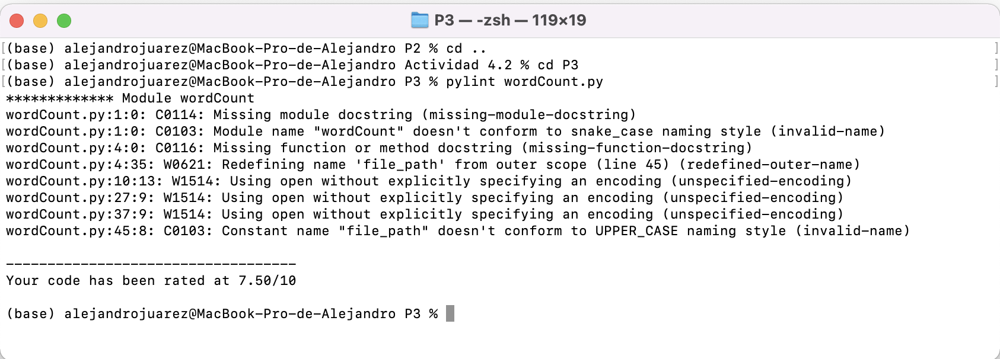 P3 — -zsh — 119×19
[(base) alejandrojuarez@MacBook-Pro-de-Alejandro P2 % cd .. ]
[(base) alejandrojuarez@MacBook-Pro-de-Alejandro Actividad 4.2 % cd P3 ]
[(base) alejandrojuarez@MacBook-Pro-de-Alejandro P3 % pylint wordCount.py ]
************* Module wordCount
wordCount.py:1:0: C0114: Missing module docstring (missing-module-docstring)
wordCount.py:1:0: C0103: Module name "wordCount" doesn't conform to snake_case naming style (invalid-name)
wordCount.py:4:0: C0116: Missing function or method docstring (missing-function-docstring)
wordCount.py:4:35: W0621: Redefining name 'file_path' from outer scope (line 45) (redefined-outer-name)
wordCount.py:10:13: W1514: Using open without explicitly specifying an encoding (unspecified-encoding)
wordCount.py:27:9: W1514: Using open without explicitly specifying an encoding (unspecified-encoding)
wordCount.py:37:9: W1514: Using open without explicitly specifying an encoding (unspecified-encoding)
wordCount.py:45:8: C0103: Constant name "file_path" doesn't conform to UPPER_CASE naming style (invalid-name)
-----------------------------------
Your code has been rated at 7.50/10
(base) alejandrojuarez@MacBook-Pro-de-Alejandro P3 %